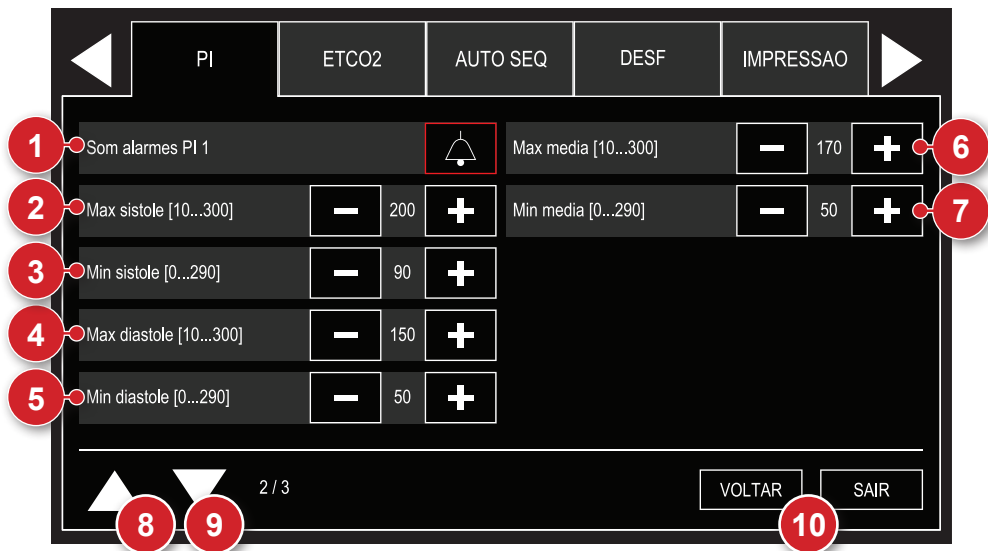 PI
ETCO2
AUTO SEQ
DESF
IMPRESSAO
1
Som alarmes PI 1
2
Max sistole [10...300]
200
3
Min sistole [0...290]
90
4
Max diastole [10...300]
150
5
Min diastole [0...290]
50
Max media [10...300]
170
6
Min media [0...290]
50
7
8
9
2 / 3
VOLTAR
SAIR
10